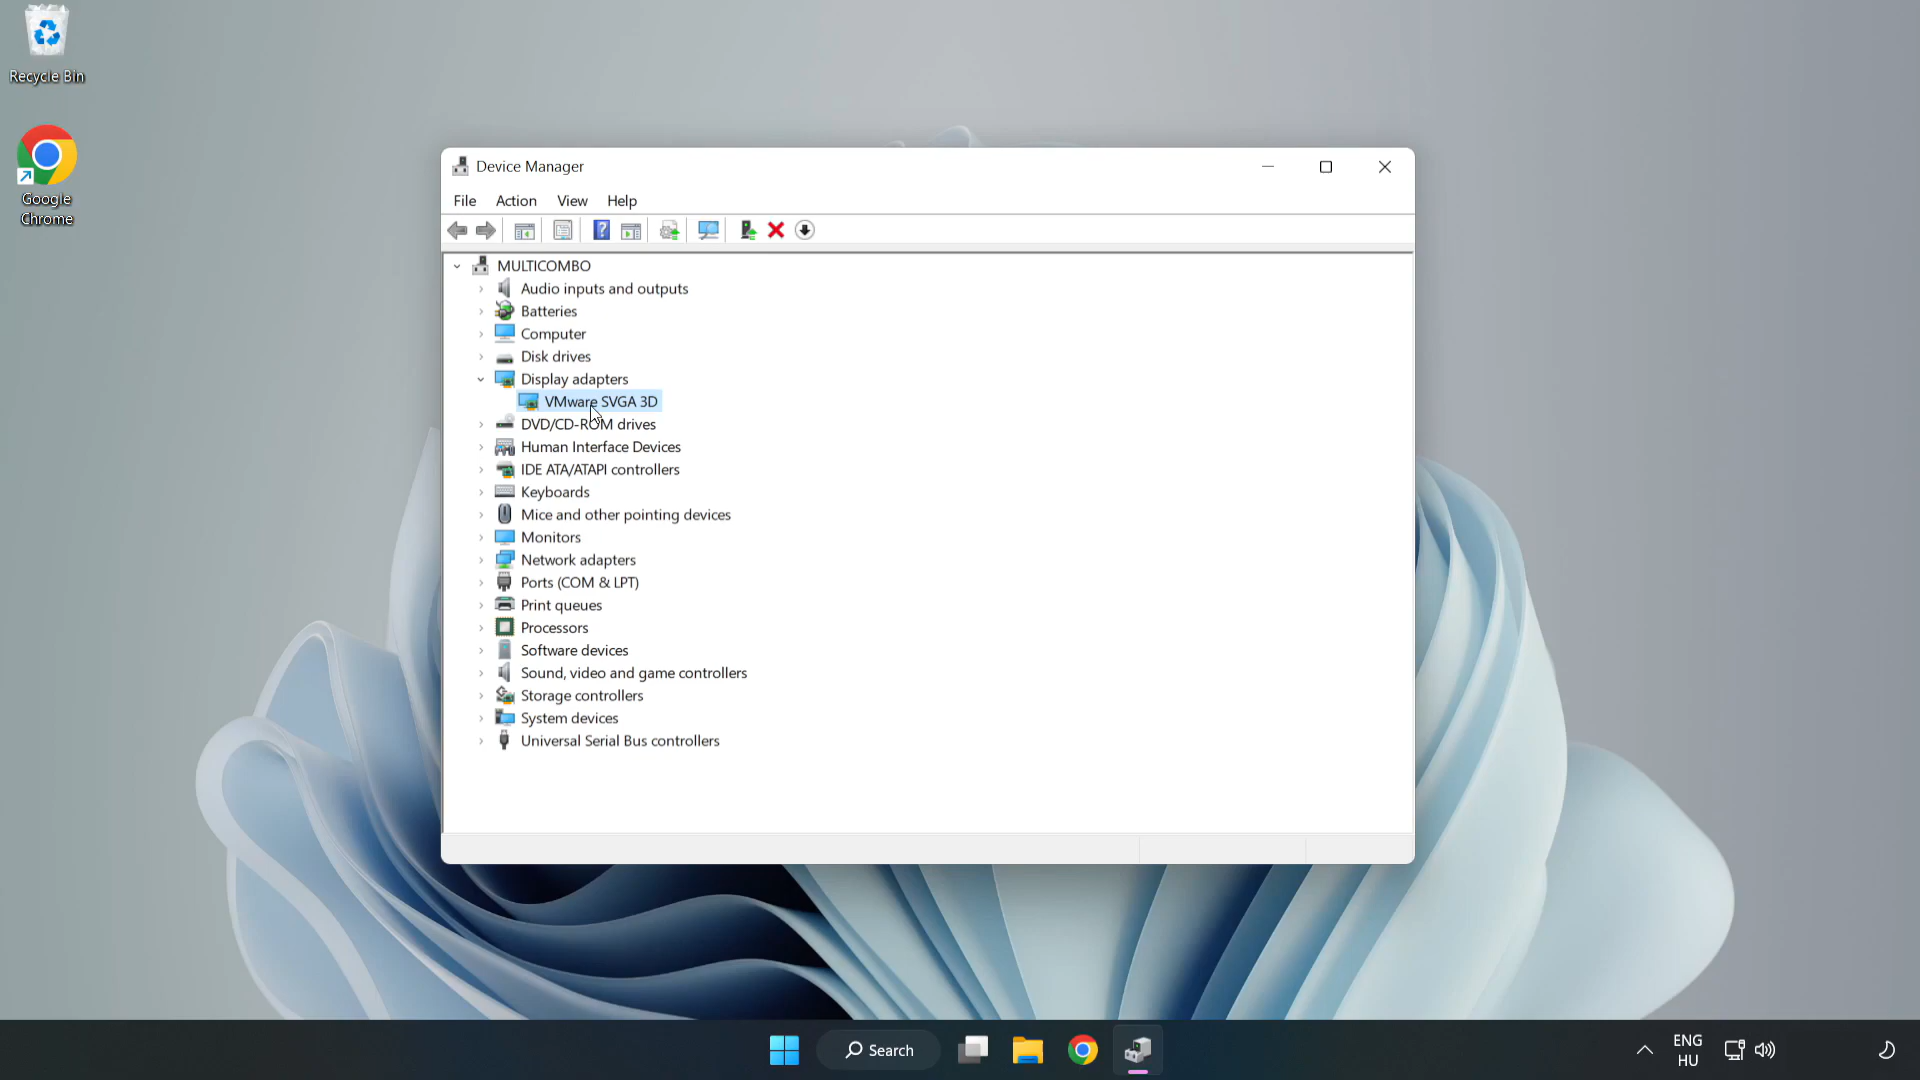 Recycle Bin
Google
Chrome
Device Manager
File Action View Help
MULTICOMBO
Audio inputs and outputs
Batteries
Computer
Disk drives
Display adapters
VMware SVGA 3D
DVD/CD-ROM drives
Human Interface Devices
IDE ATA/ATAPI controllers
Keyboards
Mice and other pointing devices
Monitors
Network adapters
Ports (COM & LPT)
Print queues
Processors
Software devices
Sound, video and game controllers
Storage controllers
System devices
Universal Serial Bus controllers
Search
ENG
HU